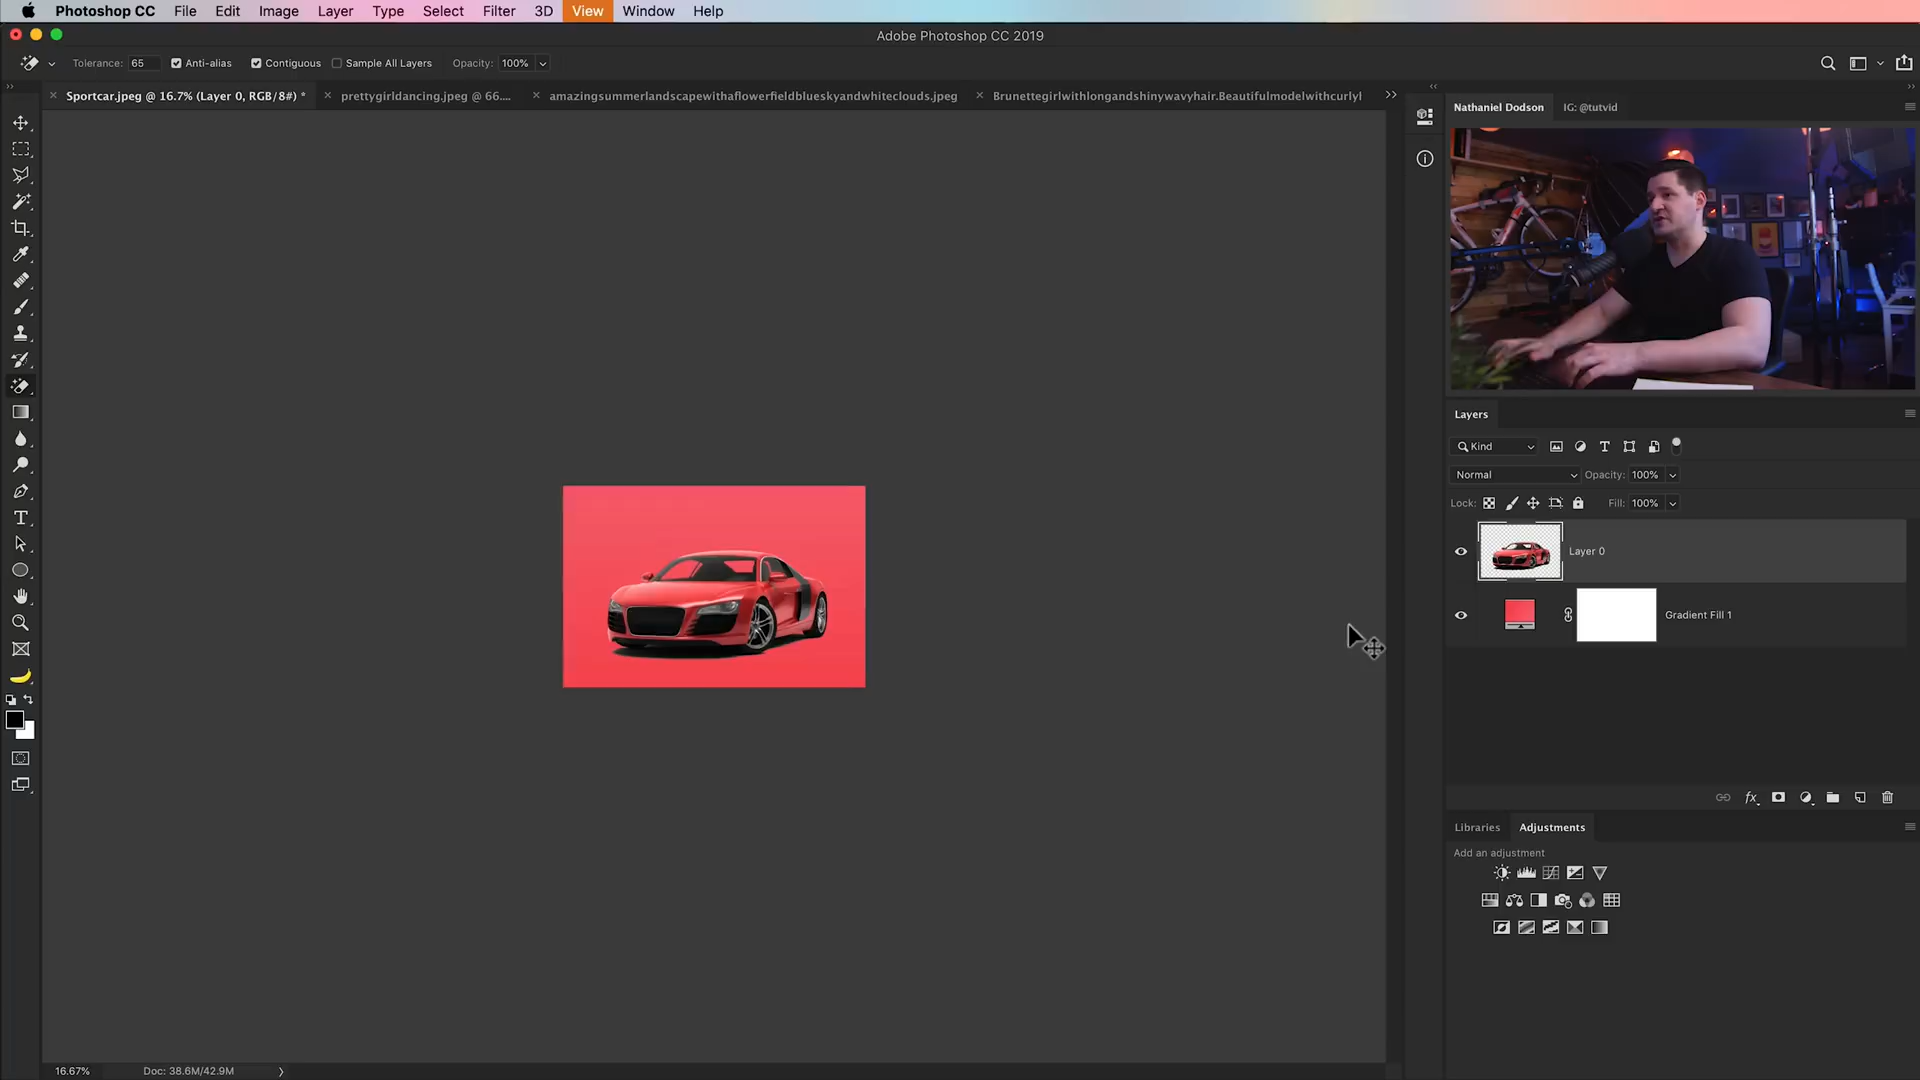 Photoshop CC File Edit Image Layer Type Select Filter 3D View Window Help
Adobe Photoshop CC 2019
Tolerance: 65 Anti-alias Contiguous Sample All Layers Opacity: 100%
Sportcar.jpeg @ 16.7% (Layer 0, RGB/8#) * prettygirldancing.jpeg @ 66.... amazingsummerlandscapewithaflowerfieldblueskyandwhiteclouds.jpeg Brunettegirlwithlongandshinywavyhair.Beautifulmodelwithcurlyl
Nathaniel Dodson IG: @tutvid
Layers
Kind
Normal Opacity: 100%
Lock: Fill: 100%
Layer 0
Gradient Fill 1
Libraries Adjustments
Add an adjustment
16.67% Doc: 38.6M/42.9M